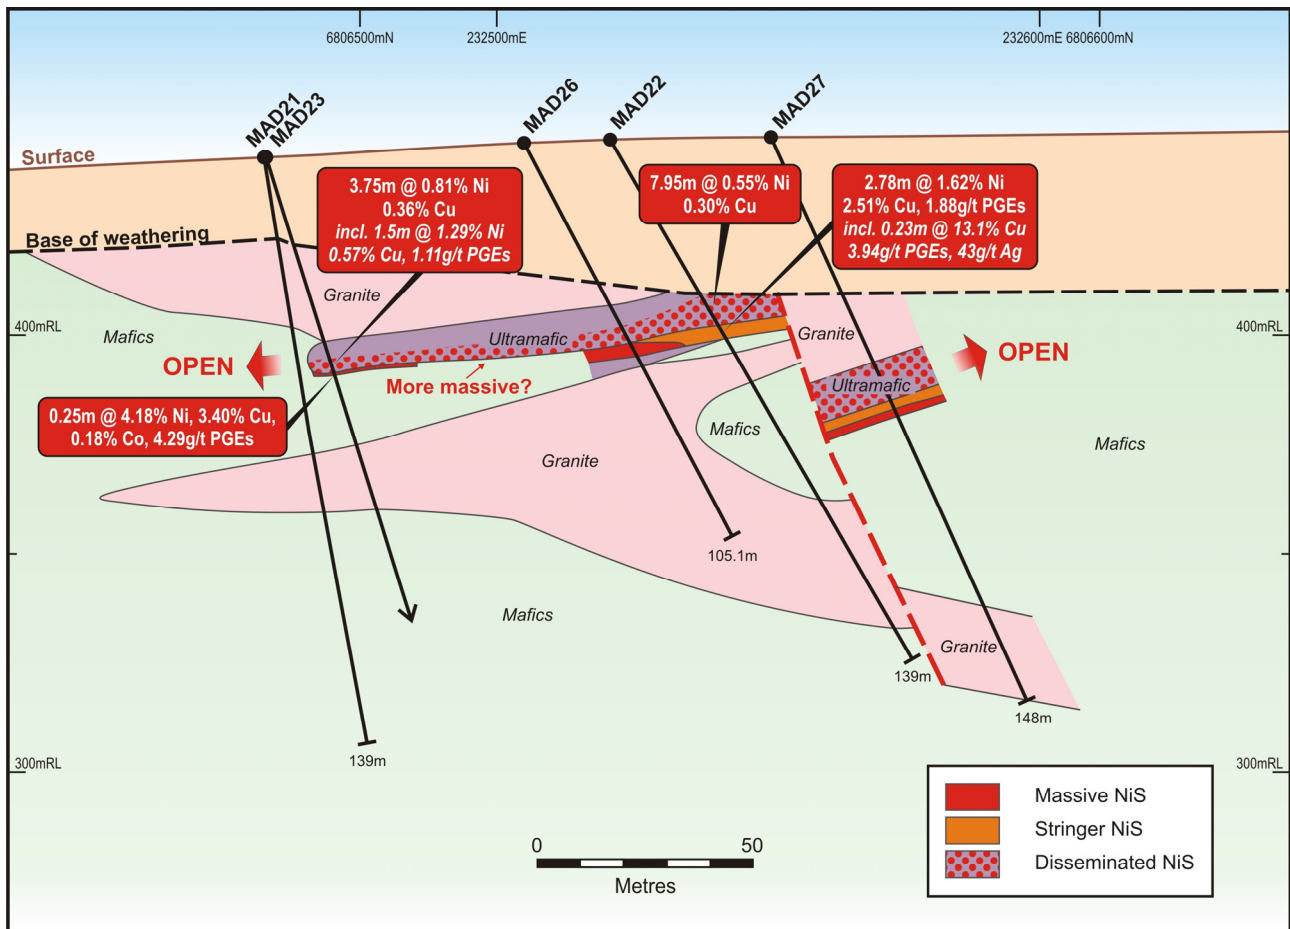 6806500mN
232500mE
232600mE 6806600mN
MAD21
MAD23
MAD26
MAD22
MAD27
Surface
3.75m @ 0.81% Ni
0.36% Cu
incl. 1.5m @ 1.29% Ni
0.57% Cu, 1.11g/t PGEs
7.95m @ 0.55% Ni
0.30% Cu
2.78m @ 1.62% Ni
2.51% Cu, 1.88g/t PGEs
incl. 0.23m @ 13.1% Cu
3.94g/t PGEs, 43g/t Ag
Base of weathering
Granite
400mRL
Mafics
Ultramafic
Granite
400mRL
OPEN
OPEN
More massive?
Ultramafic
0.25m @ 4.18% Ni, 3.40% Cu,
0.18% Co, 4.29g/t PGEs
Mafics
Mafics
Granite
105.1m
Mafics
Granite
139m
148m
139m
300mRL
300mRL
Massive NiS
Stringer NiS
Disseminated NiS
0 50
Metres